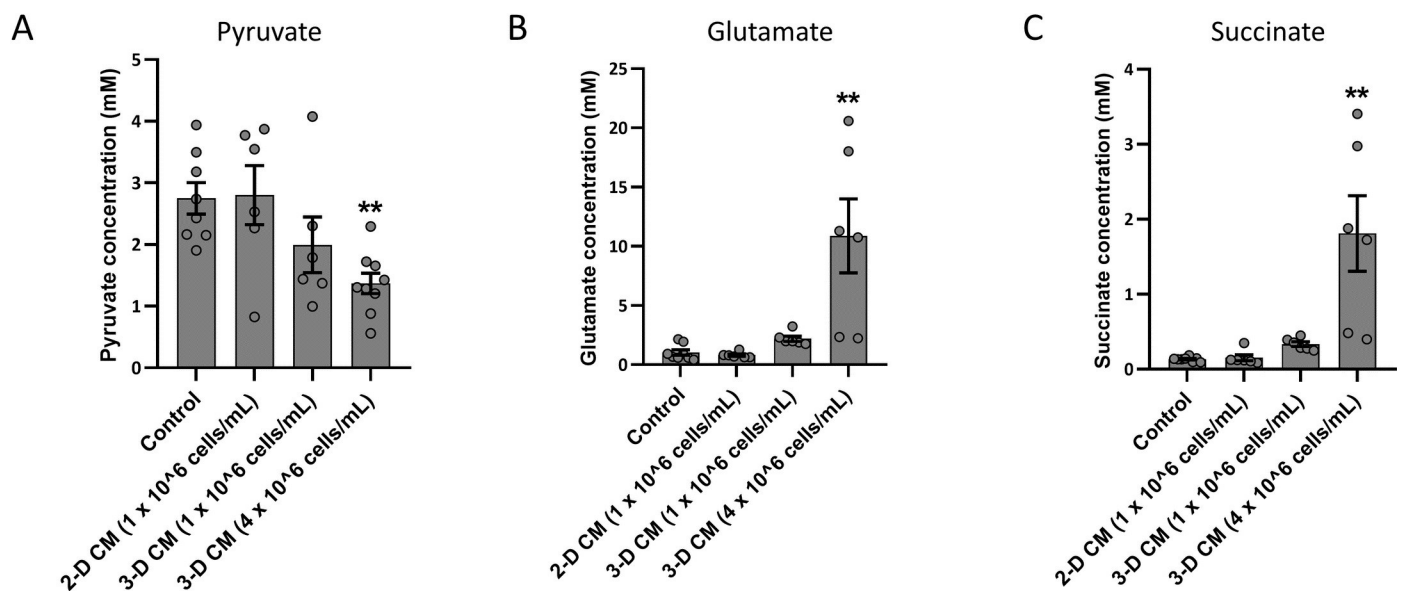 A
Pyruvate
Pyruvate concentration (mM)
5
4
3
2
1
0
**
Control
2-D CM (1 x 10^6 cells/mL)
3-D CM (1 x 10^6 cells/mL)
3-D CM (4 x 10^6 cells/mL)
B
Glutamate
Glutamate concentration (mM)
25
20
15
10
5
0
**
Control
2-D CM (1 x 10^6 cells/mL)
3-D CM (1 x 10^6 cells/mL)
3-D CM (4 x 10^6 cells/mL)
C
Succinate
Succinate concentration (mM)
4
3
2
1
0
**
Control
2-D CM (1 x 10^6 cells/mL)
3-D CM (1 x 10^6 cells/mL)
3-D CM (4 x 10^6 cells/mL)